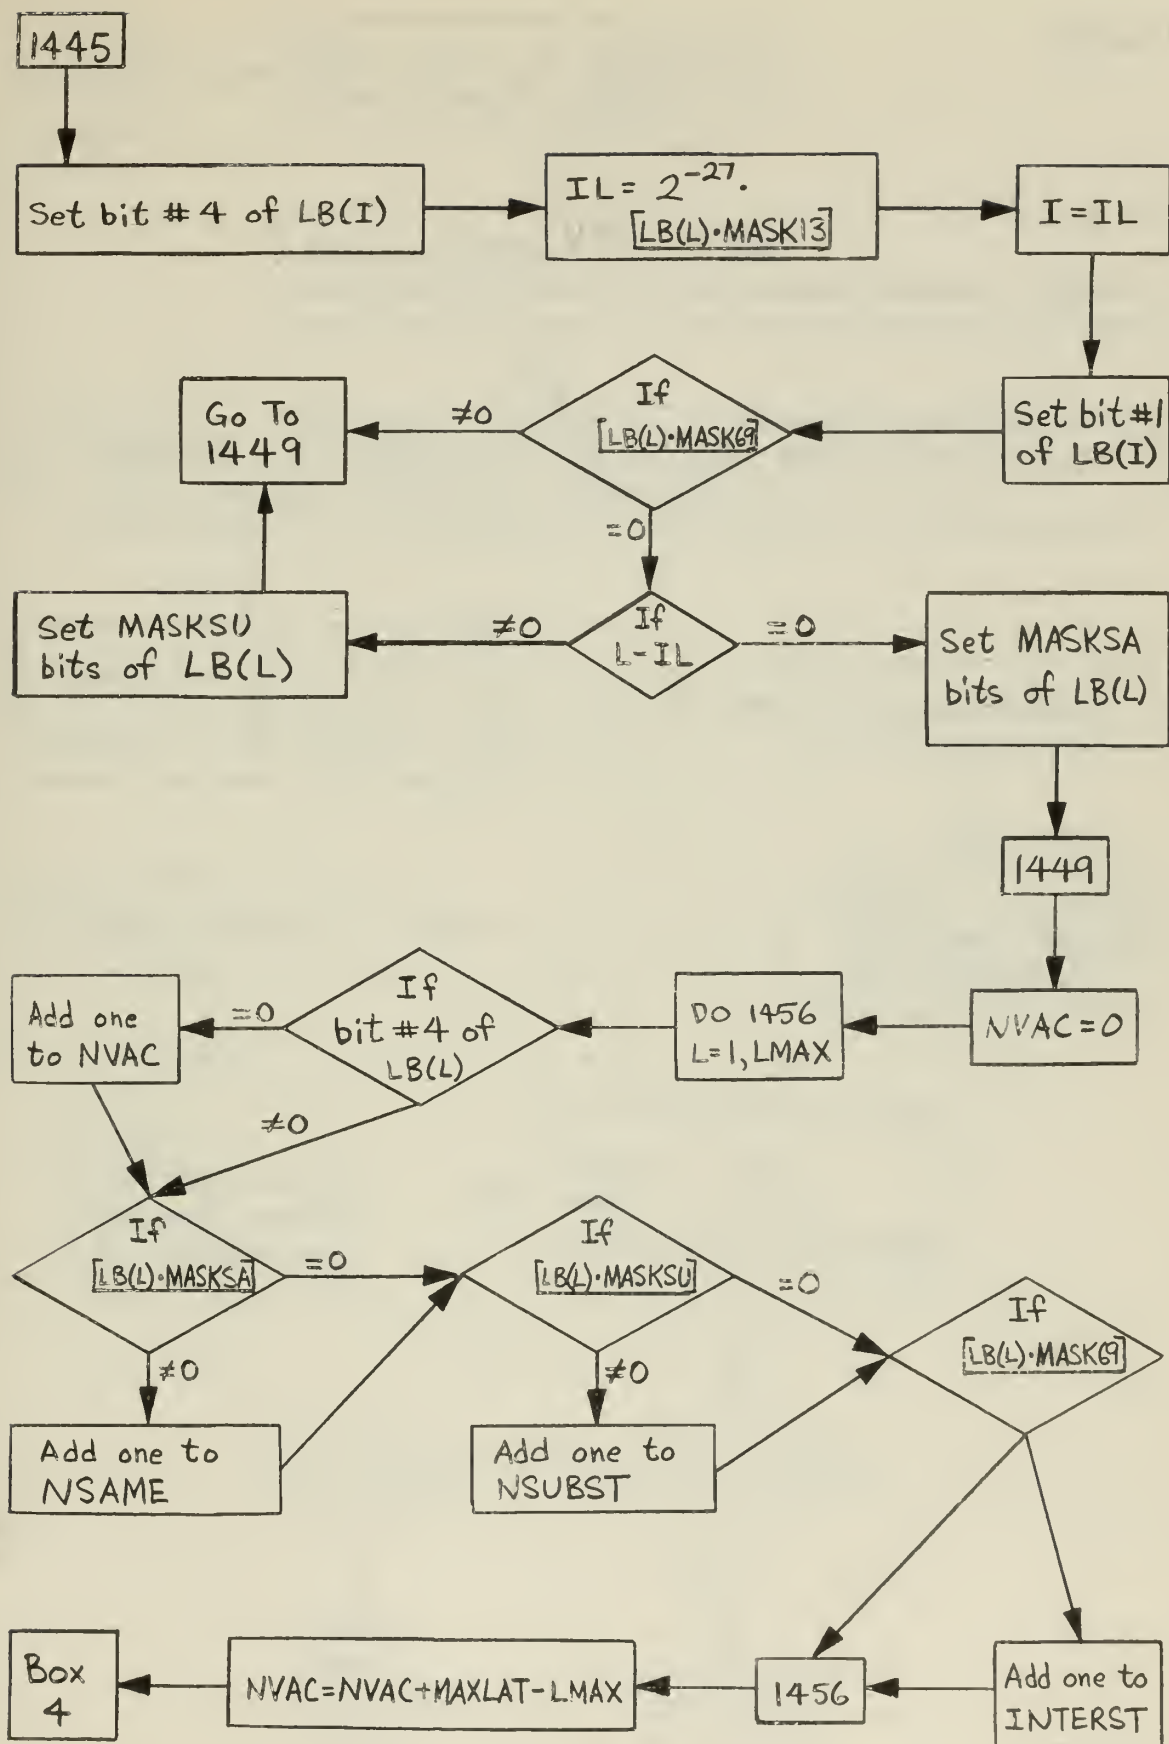 1445
Set bit #4 of LB(I)
IL = 2^-27.
[LB(L)·MASK13]
I = IL
Go To
1449
≠0
If
[LB(L)·MASK69]
Set bit #1
of LB(I)
=0
Set MASKSU
bits of LB(L)
≠0
If
L-IL
=0
Set MASKSA
bits of LB(L)
1449
Add one
to NVAC
=0
If
bit #4 of
LB(L)
DO 1456
L=1, LMAX
NVAC=0
≠0
If
[LB(L)·MASKSA]
=0
If
[LB(L)·MASKSU]
=0
If
[LB(L)·MASK69]
≠0
≠0
Add one to
NSAME
Add one to
NSUBST
Box
4
NVAC=NVAC+MAXLAT-LMAX
1456
Add one to
INTERST